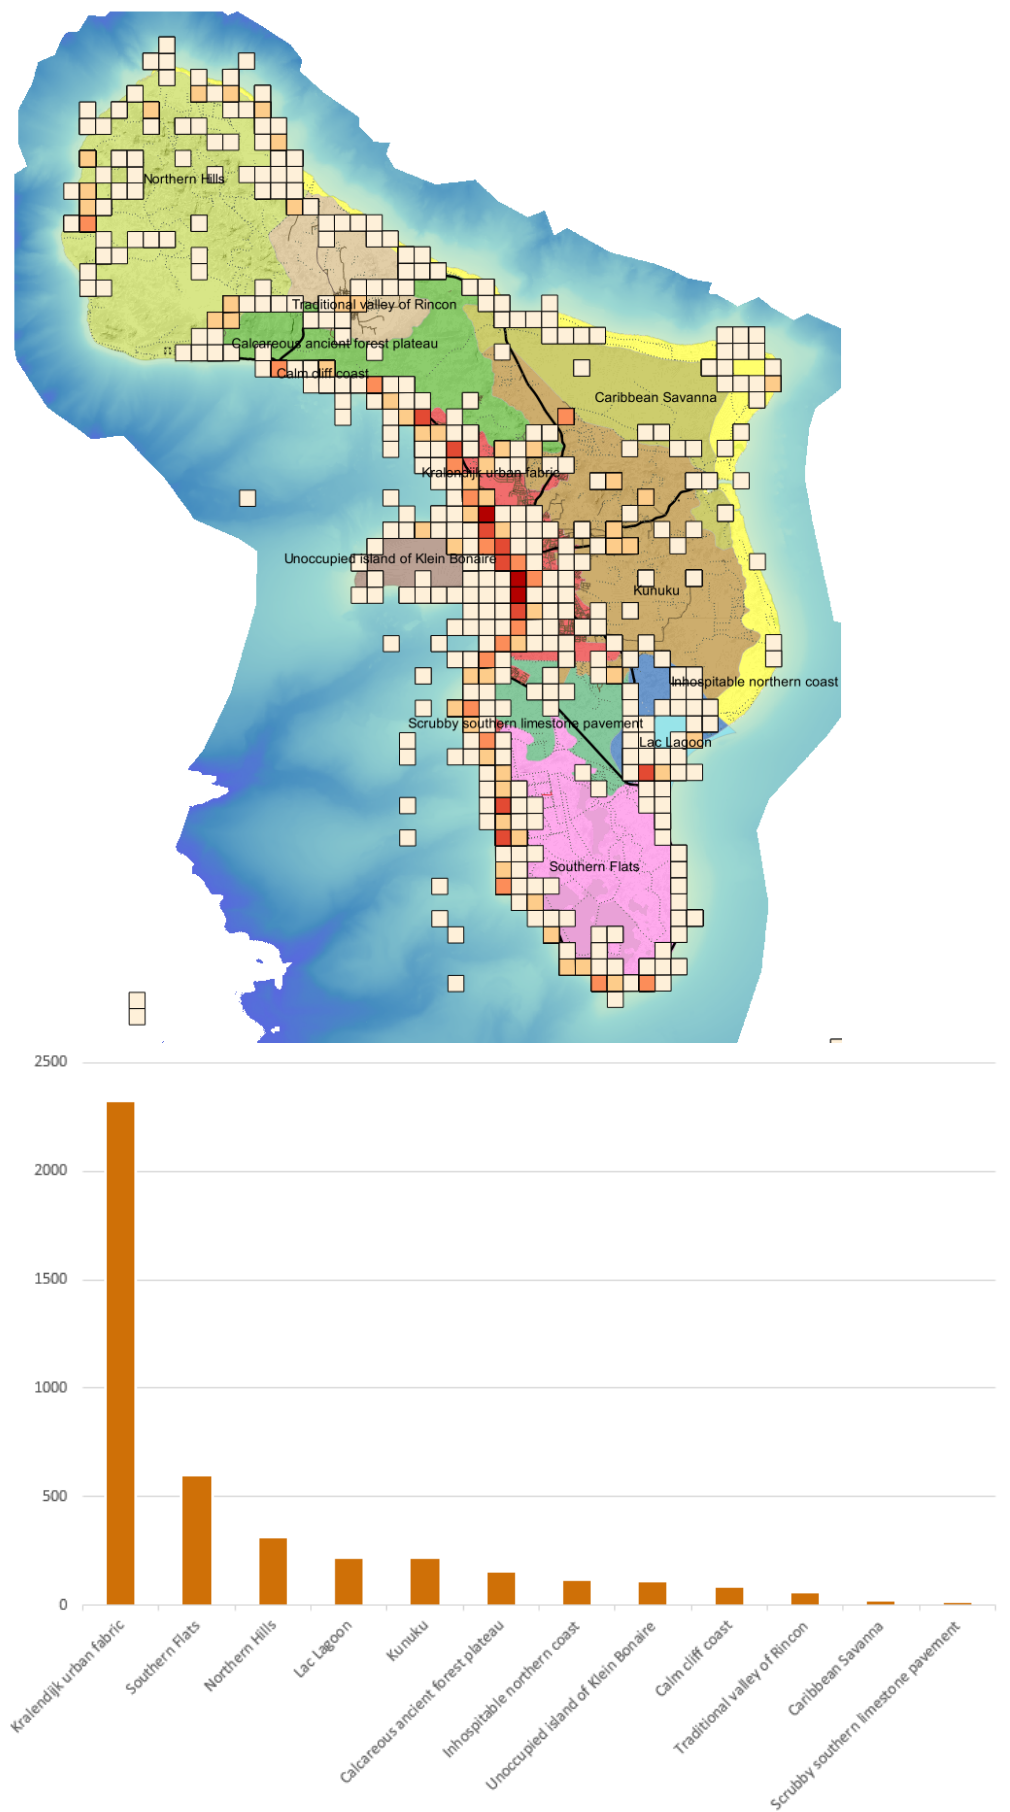 Northern Hills
Traditional valley of Rincon
Calcareous ancient forest plateau
Calm cliff coast
Caribbean Savanna
Kralendijk urban fabric
Unoccupied island of Klein Bonaire
Kunuku
Inhospitable northern coast
Scrubby southern limestone pavement
Lac Lagoon
Southern Flats
2500
2000
1500
1000
500
0
Kralendijk urban fabric
Southern Flats
Northern Hills
Lac Lagoon
Kunuku
Calcareous ancient forest plateau
Inhospitable northern coast
Unoccupied island of Klein Bonaire
Calm cliff coast
Traditional valley of Rincon
Caribbean Savanna
Scrubby southern limestone pavement